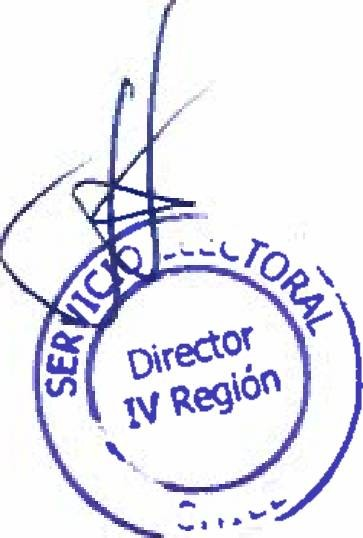 SERVICIO ELECTORAL
Director
IV Región